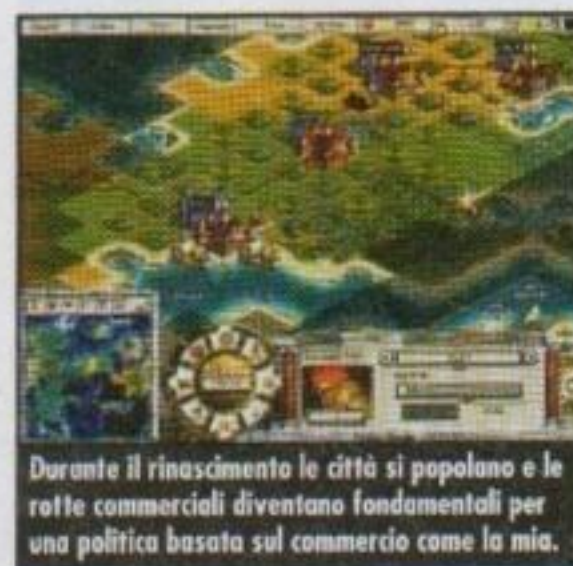 Durante il rinascimento le città si popolano e le
rotte commerciali diventano fondamentali per
una politica basata sul commercio come la mia.